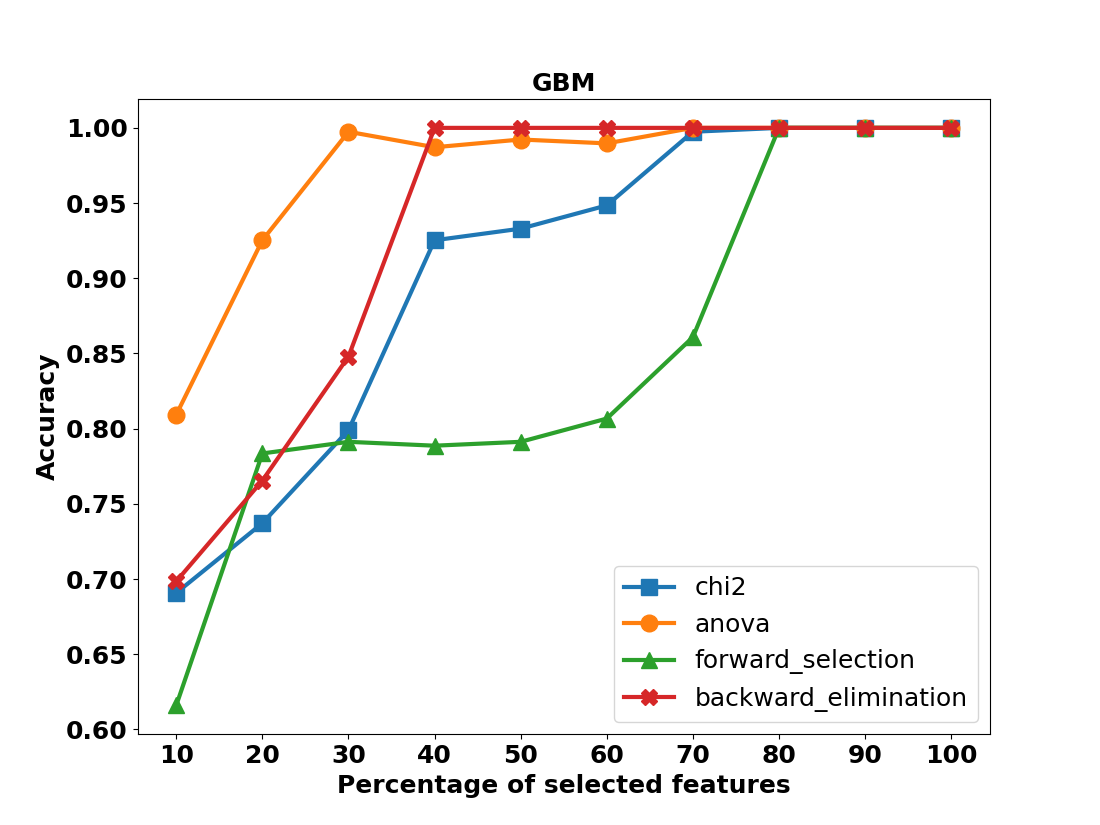 GBM
1.00
0.95
0.90
0.85
0.80
0.75
0.70
0.65
0.60
Accuracy
chi2
anova
forward_selection
backward_elimination
10 20 30 40 50 60 70 80 90 100
Percentage of selected features